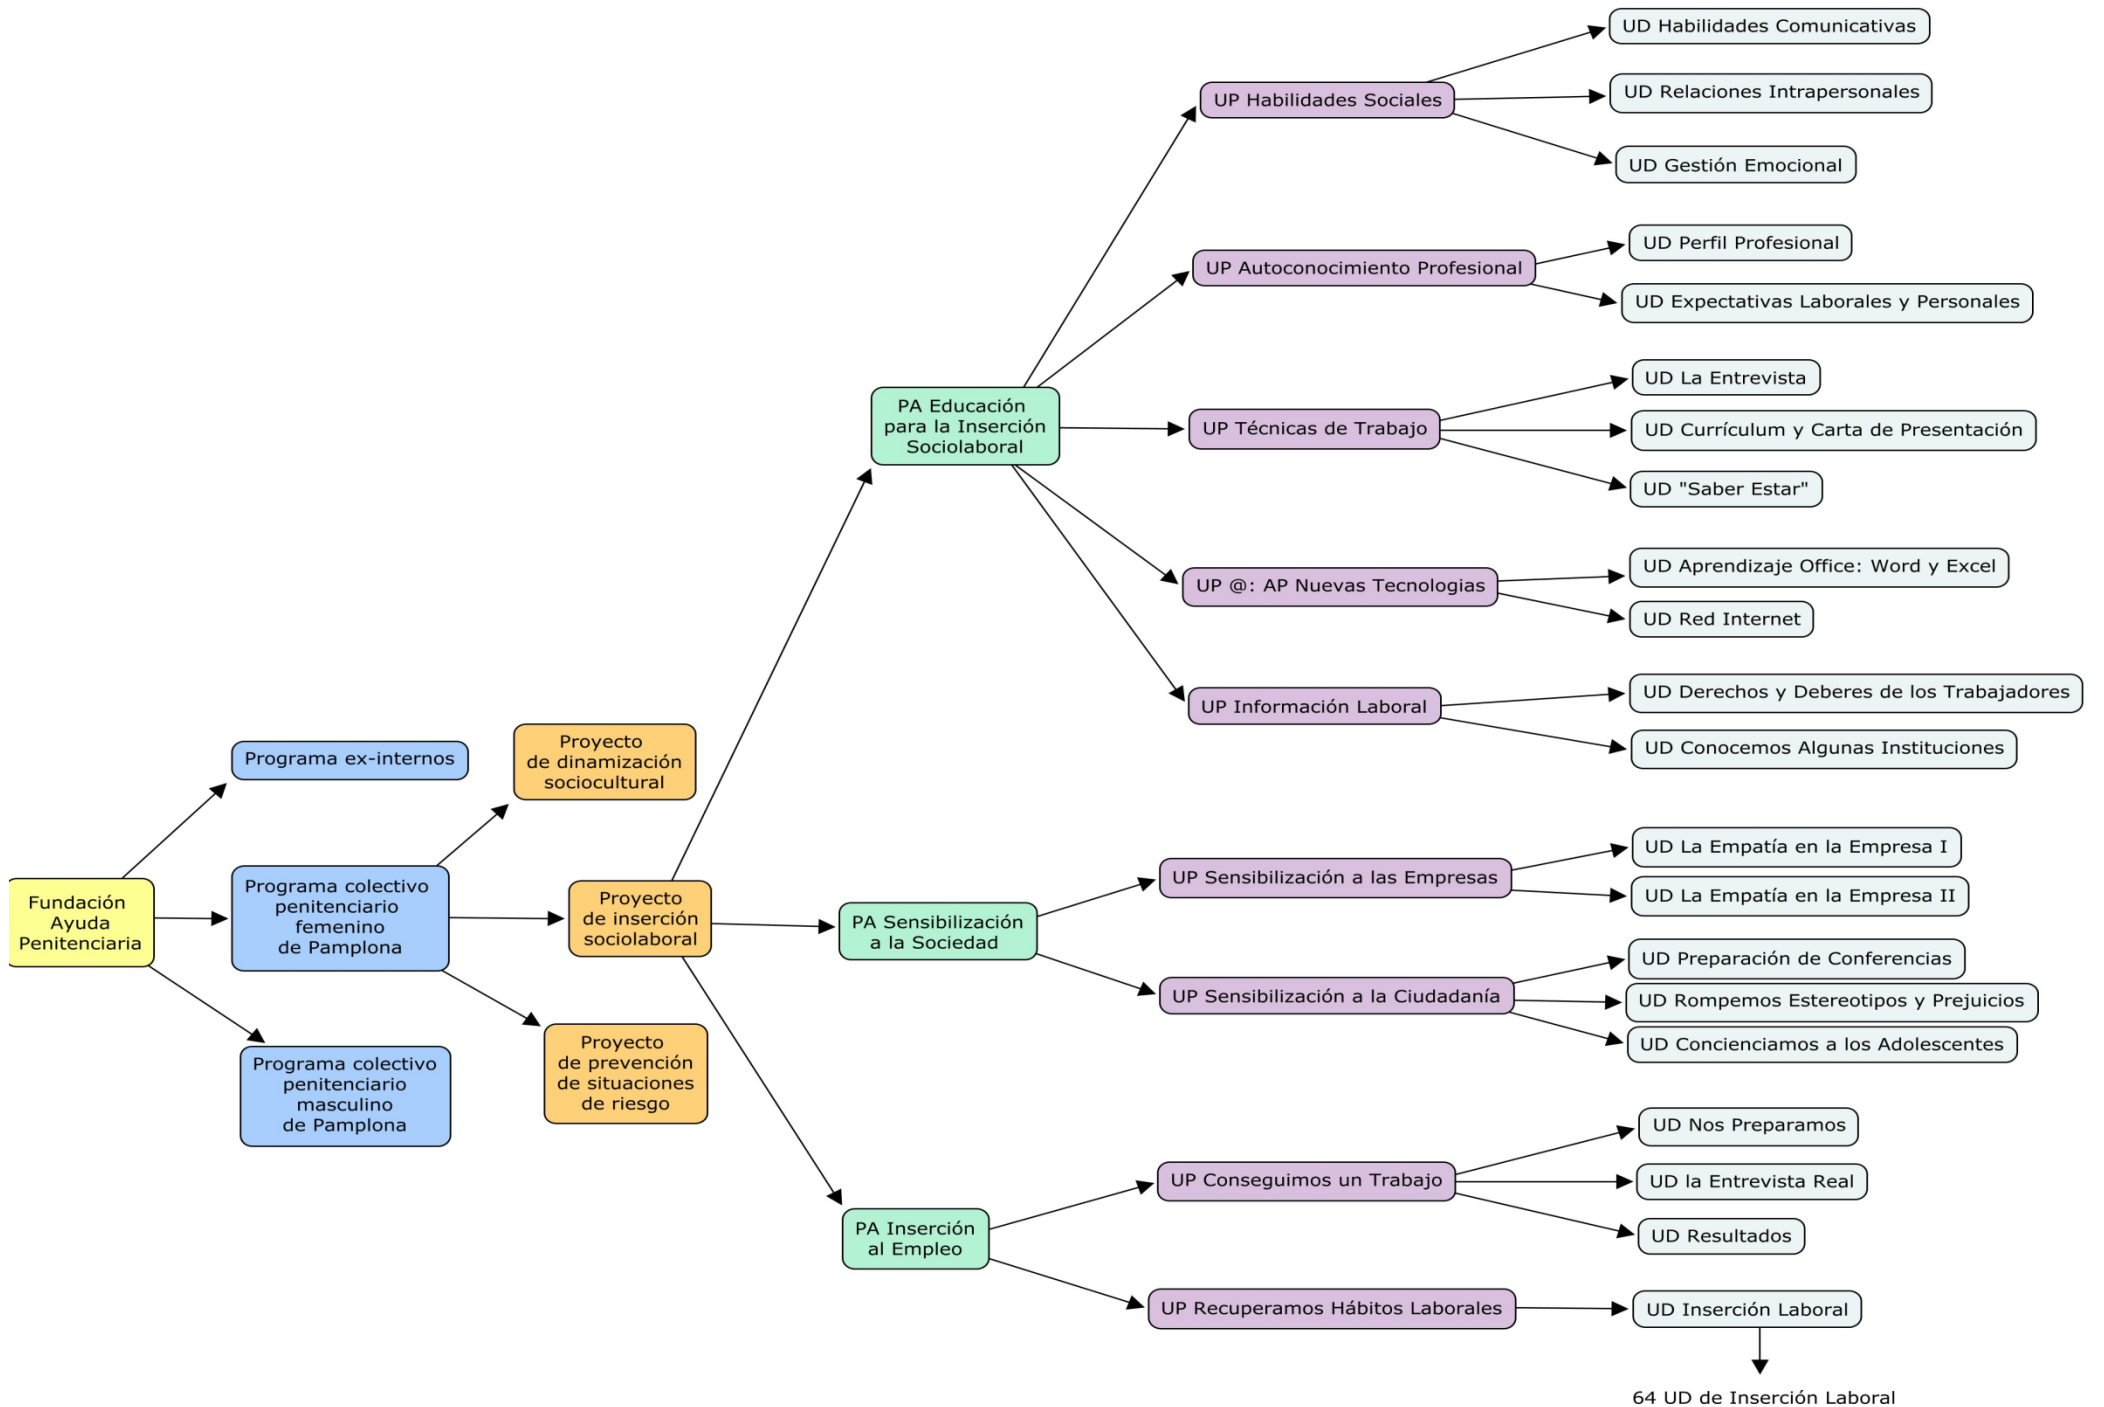 Fundación
Ayuda
Penitenciaria
Programa ex-internos
Programa colectivo
penitenciario
femenino
de Pamplona
Programa colectivo
penitenciario
masculino
de Pamplona
Proyecto
de dinamización
sociocultural
Proyecto
de inserción
sociolaboral
Proyecto
de prevención
de situaciones
de riesgo
PA Educación
para la Inserción
Sociolaboral
PA Sensibilización
a la Sociedad
PA Inserción
al Empleo
UP Habilidades Sociales
UP Autoconocimiento Profesional
UP Técnicas de Trabajo
UP @: AP Nuevas Tecnologias
UP Información Laboral
UP Sensibilización a las Empresas
UP Sensibilización a la Ciudadanía
UP Conseguimos un Trabajo
UP Recuperamos Hábitos Laborales
UD Habilidades Comunicativas
UD Relaciones Intrapersonales
UD Gestión Emocional
UD Perfil Profesional
UD Expectativas Laborales y Personales
UD La Entrevista
UD Currículum y Carta de Presentación
UD "Saber Estar"
UD Aprendizaje Office: Word y Excel
UD Red Internet
UD Derechos y Deberes de los Trabajadores
UD Conocemos Algunas Instituciones
UD La Empatía en la Empresa I
UD La Empatía en la Empresa II
UD Preparación de Conferencias
UD Rompemos Estereotipos y Prejuicios
UD Concienciamos a los Adolescentes
UD Nos Preparamos
UD la Entrevista Real
UD Resultados
UD Inserción Laboral
64 UD de Inserción Laboral